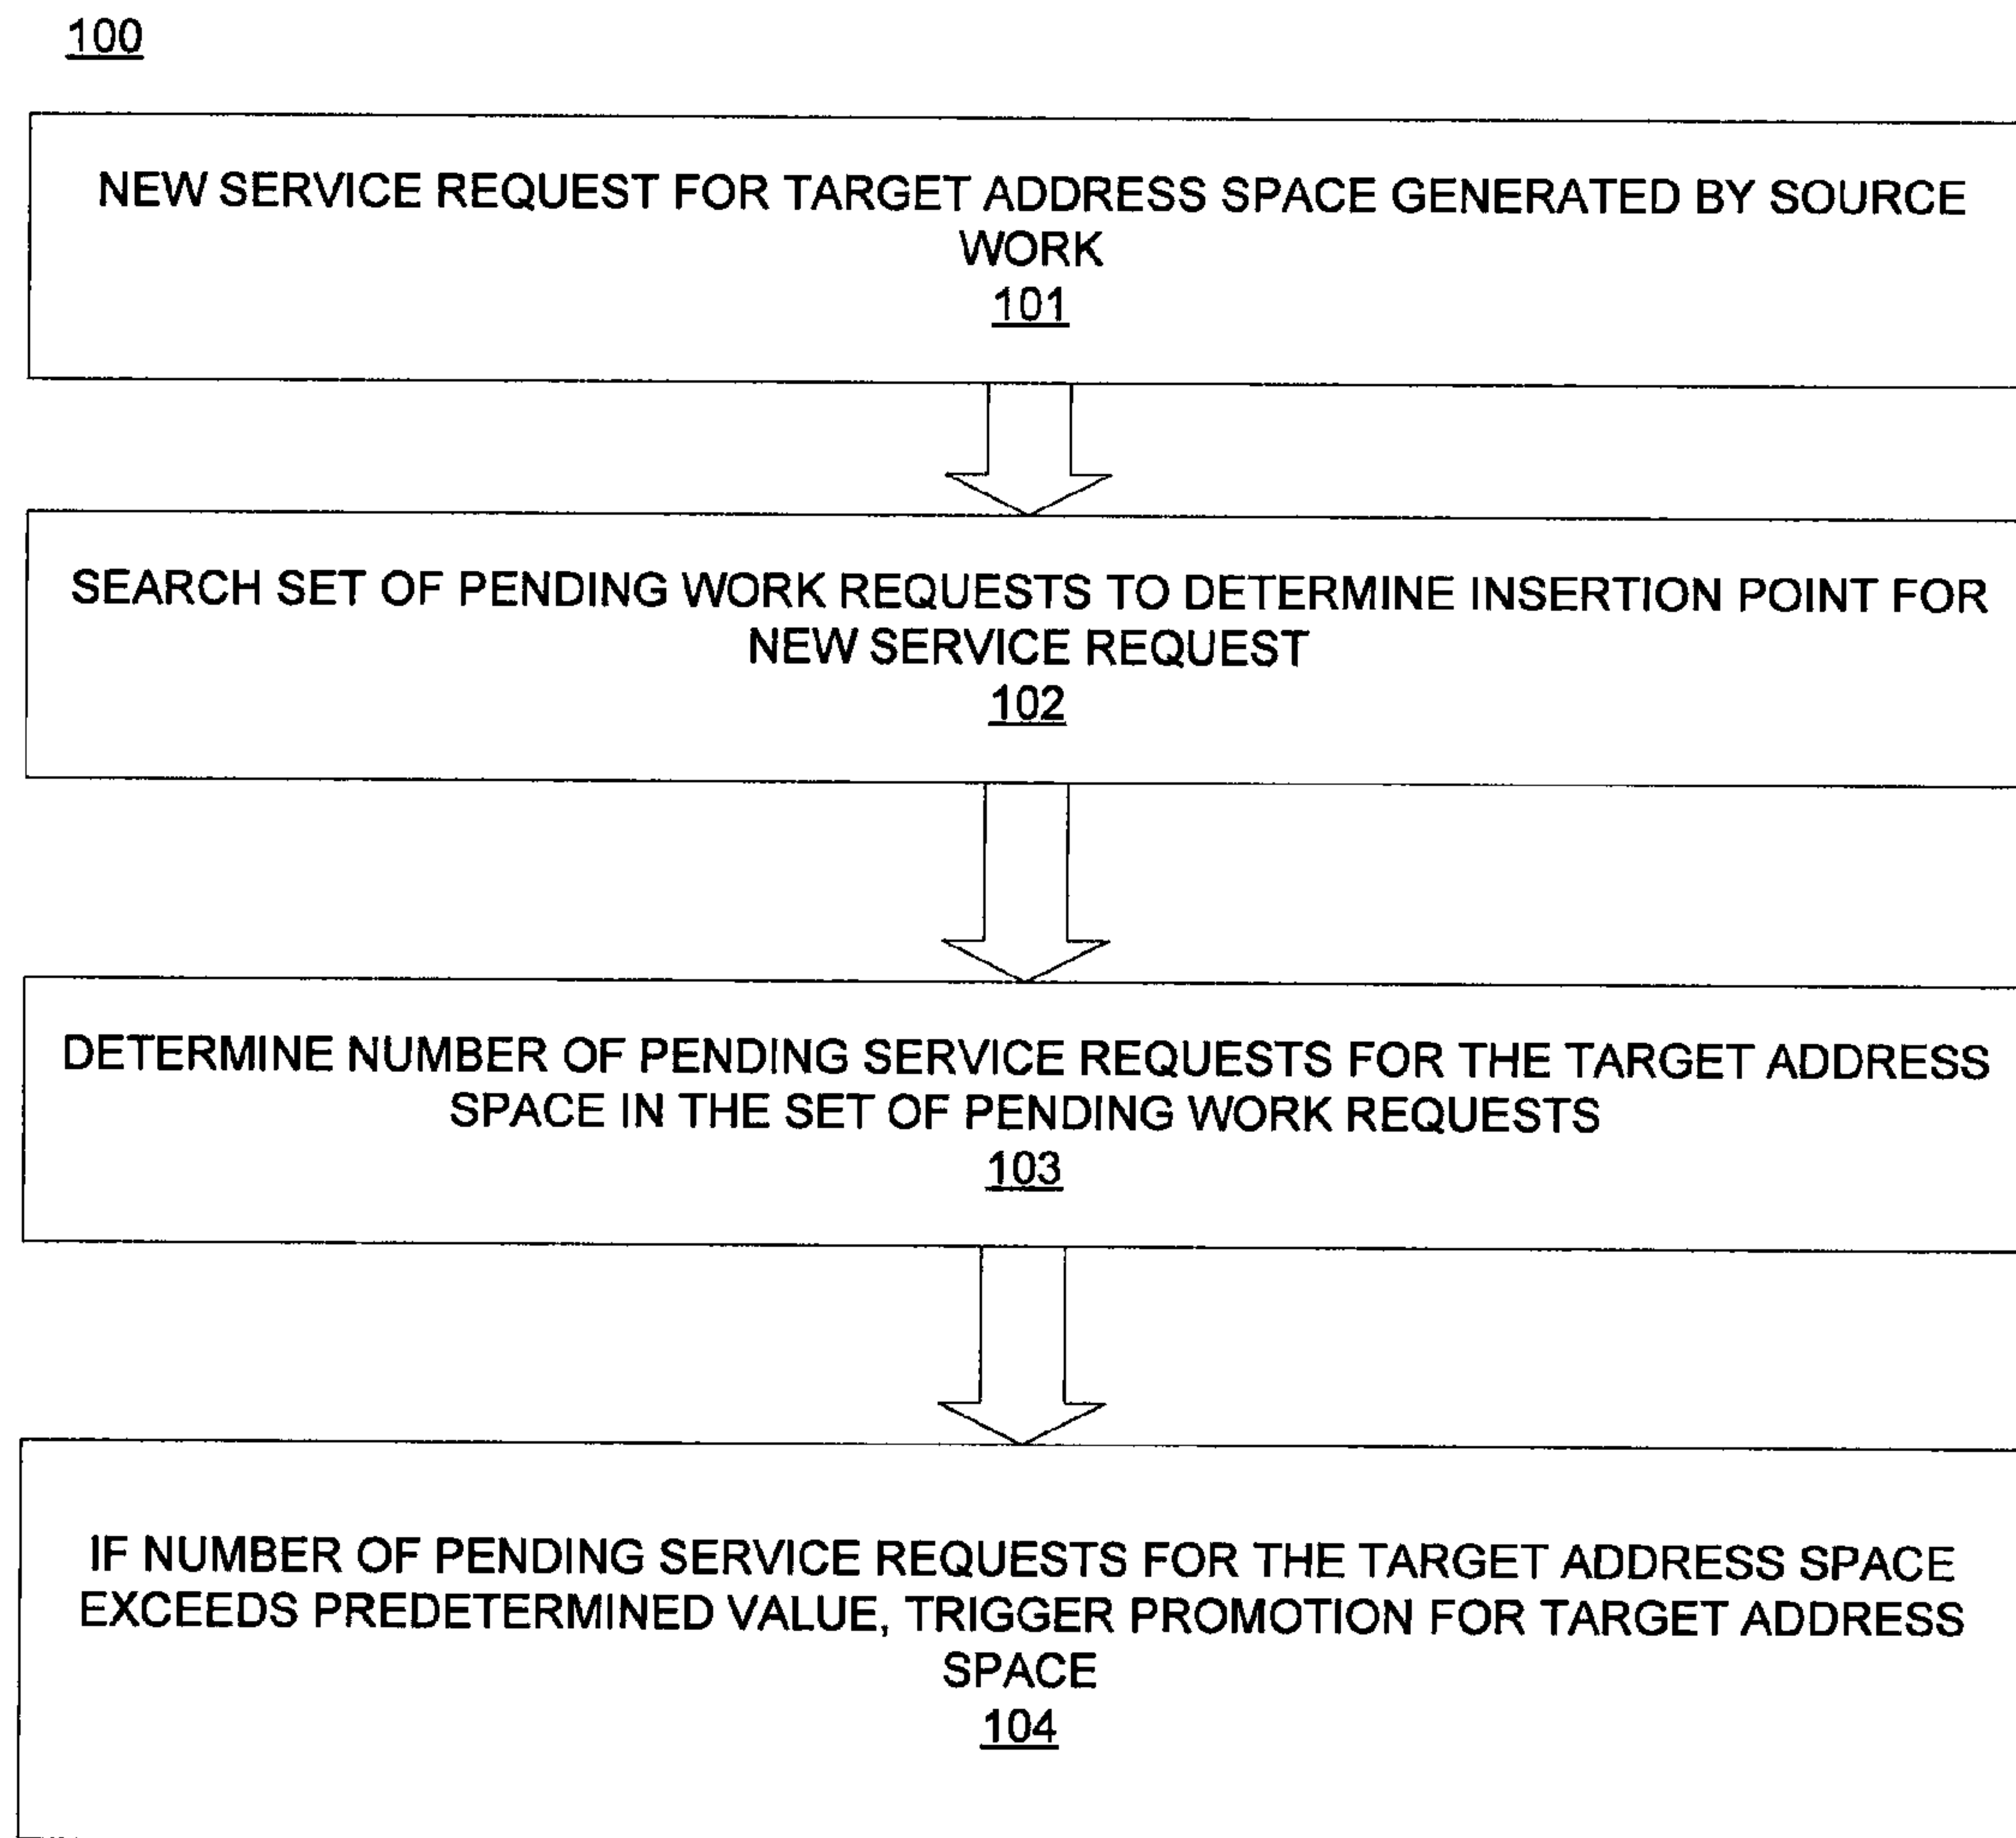 100
NEW SERVICE REQUEST FOR TARGET ADDRESS SPACE GENERATED BY SOURCE
WORK
101
SEARCH SET OF PENDING WORK REQUESTS TO DETERMINE INSERTION POINT FOR
NEW SERVICE REQUEST
102
DETERMINE NUMBER OF PENDING SERVICE REQUESTS FOR THE TARGET ADDRESS
SPACE IN THE SET OF PENDING WORK REQUESTS
103
IF NUMBER OF PENDING SERVICE REQUESTS FOR THE TARGET ADDRESS SPACE
EXCEEDS PREDETERMINED VALUE, TRIGGER PROMOTION FOR TARGET ADDRESS
SPACE
104